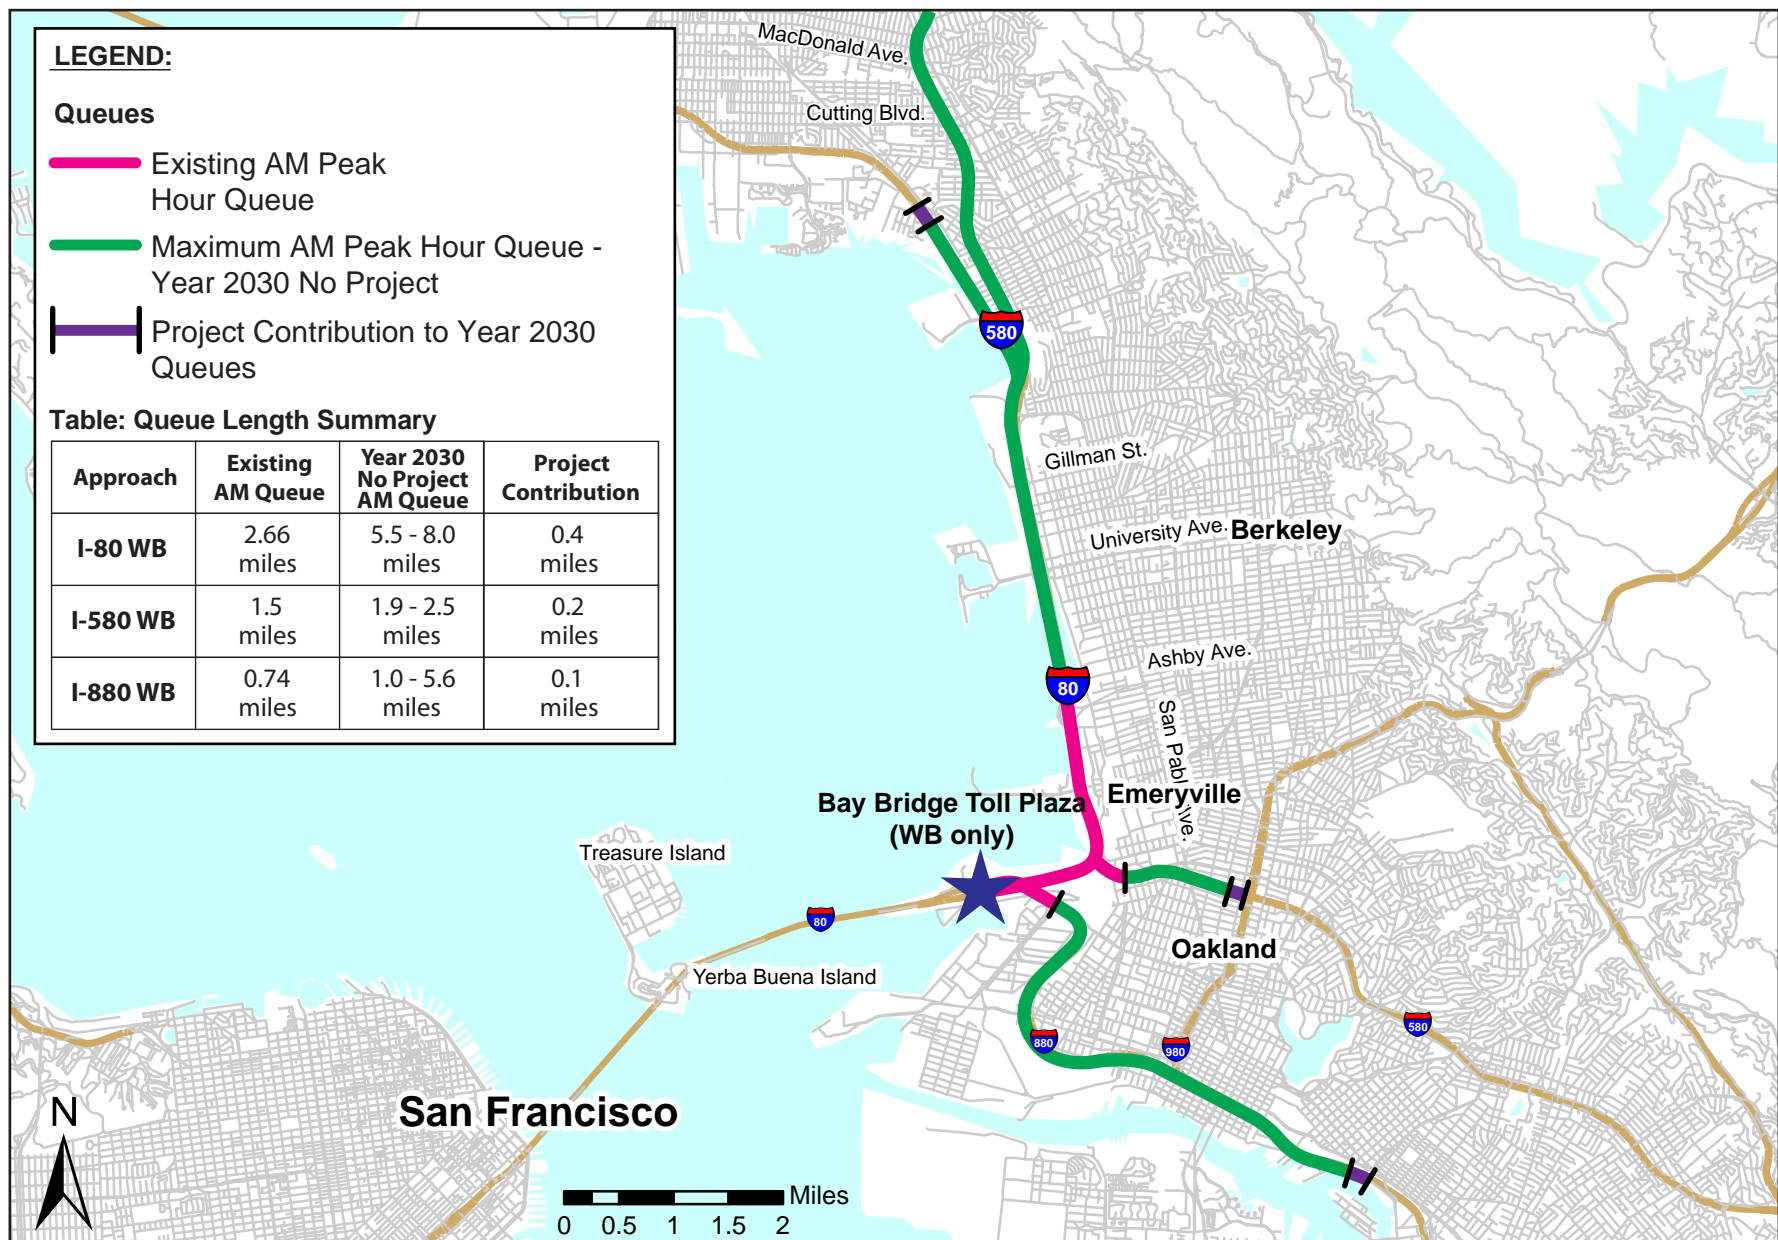 LEGEND:
Queues
Existing AM Peak
Hour Queue
Maximum AM Peak Hour Queue -
Year 2030 No Project
Project Contribution to Year 2030
Queues
Table: Queue Length Summary
Approach
Existing
AM Queue
Year 2030
No Project
AM Queue
Project
Contribution
I-80 WB
2.66
miles
5.5 - 8.0
miles
0.4
miles
I-580 WB
1.5
miles
1.9 - 2.5
miles
0.2
miles
I-880 WB
0.74
miles
1.0 - 5.6
miles
0.1
miles
MacDonald Ave.
Cutting Blvd.
580
Gillman St.
University Ave.
Berkeley
Ashby Ave.
80
San Pabl Ave.
Emeryville
Bay Bridge Toll Plaza
(WB only)
Treasure Island
80
Oakland
Yerba Buena Island
880
980
580
San Francisco
N
Miles
0 0.5 1 1.5 2